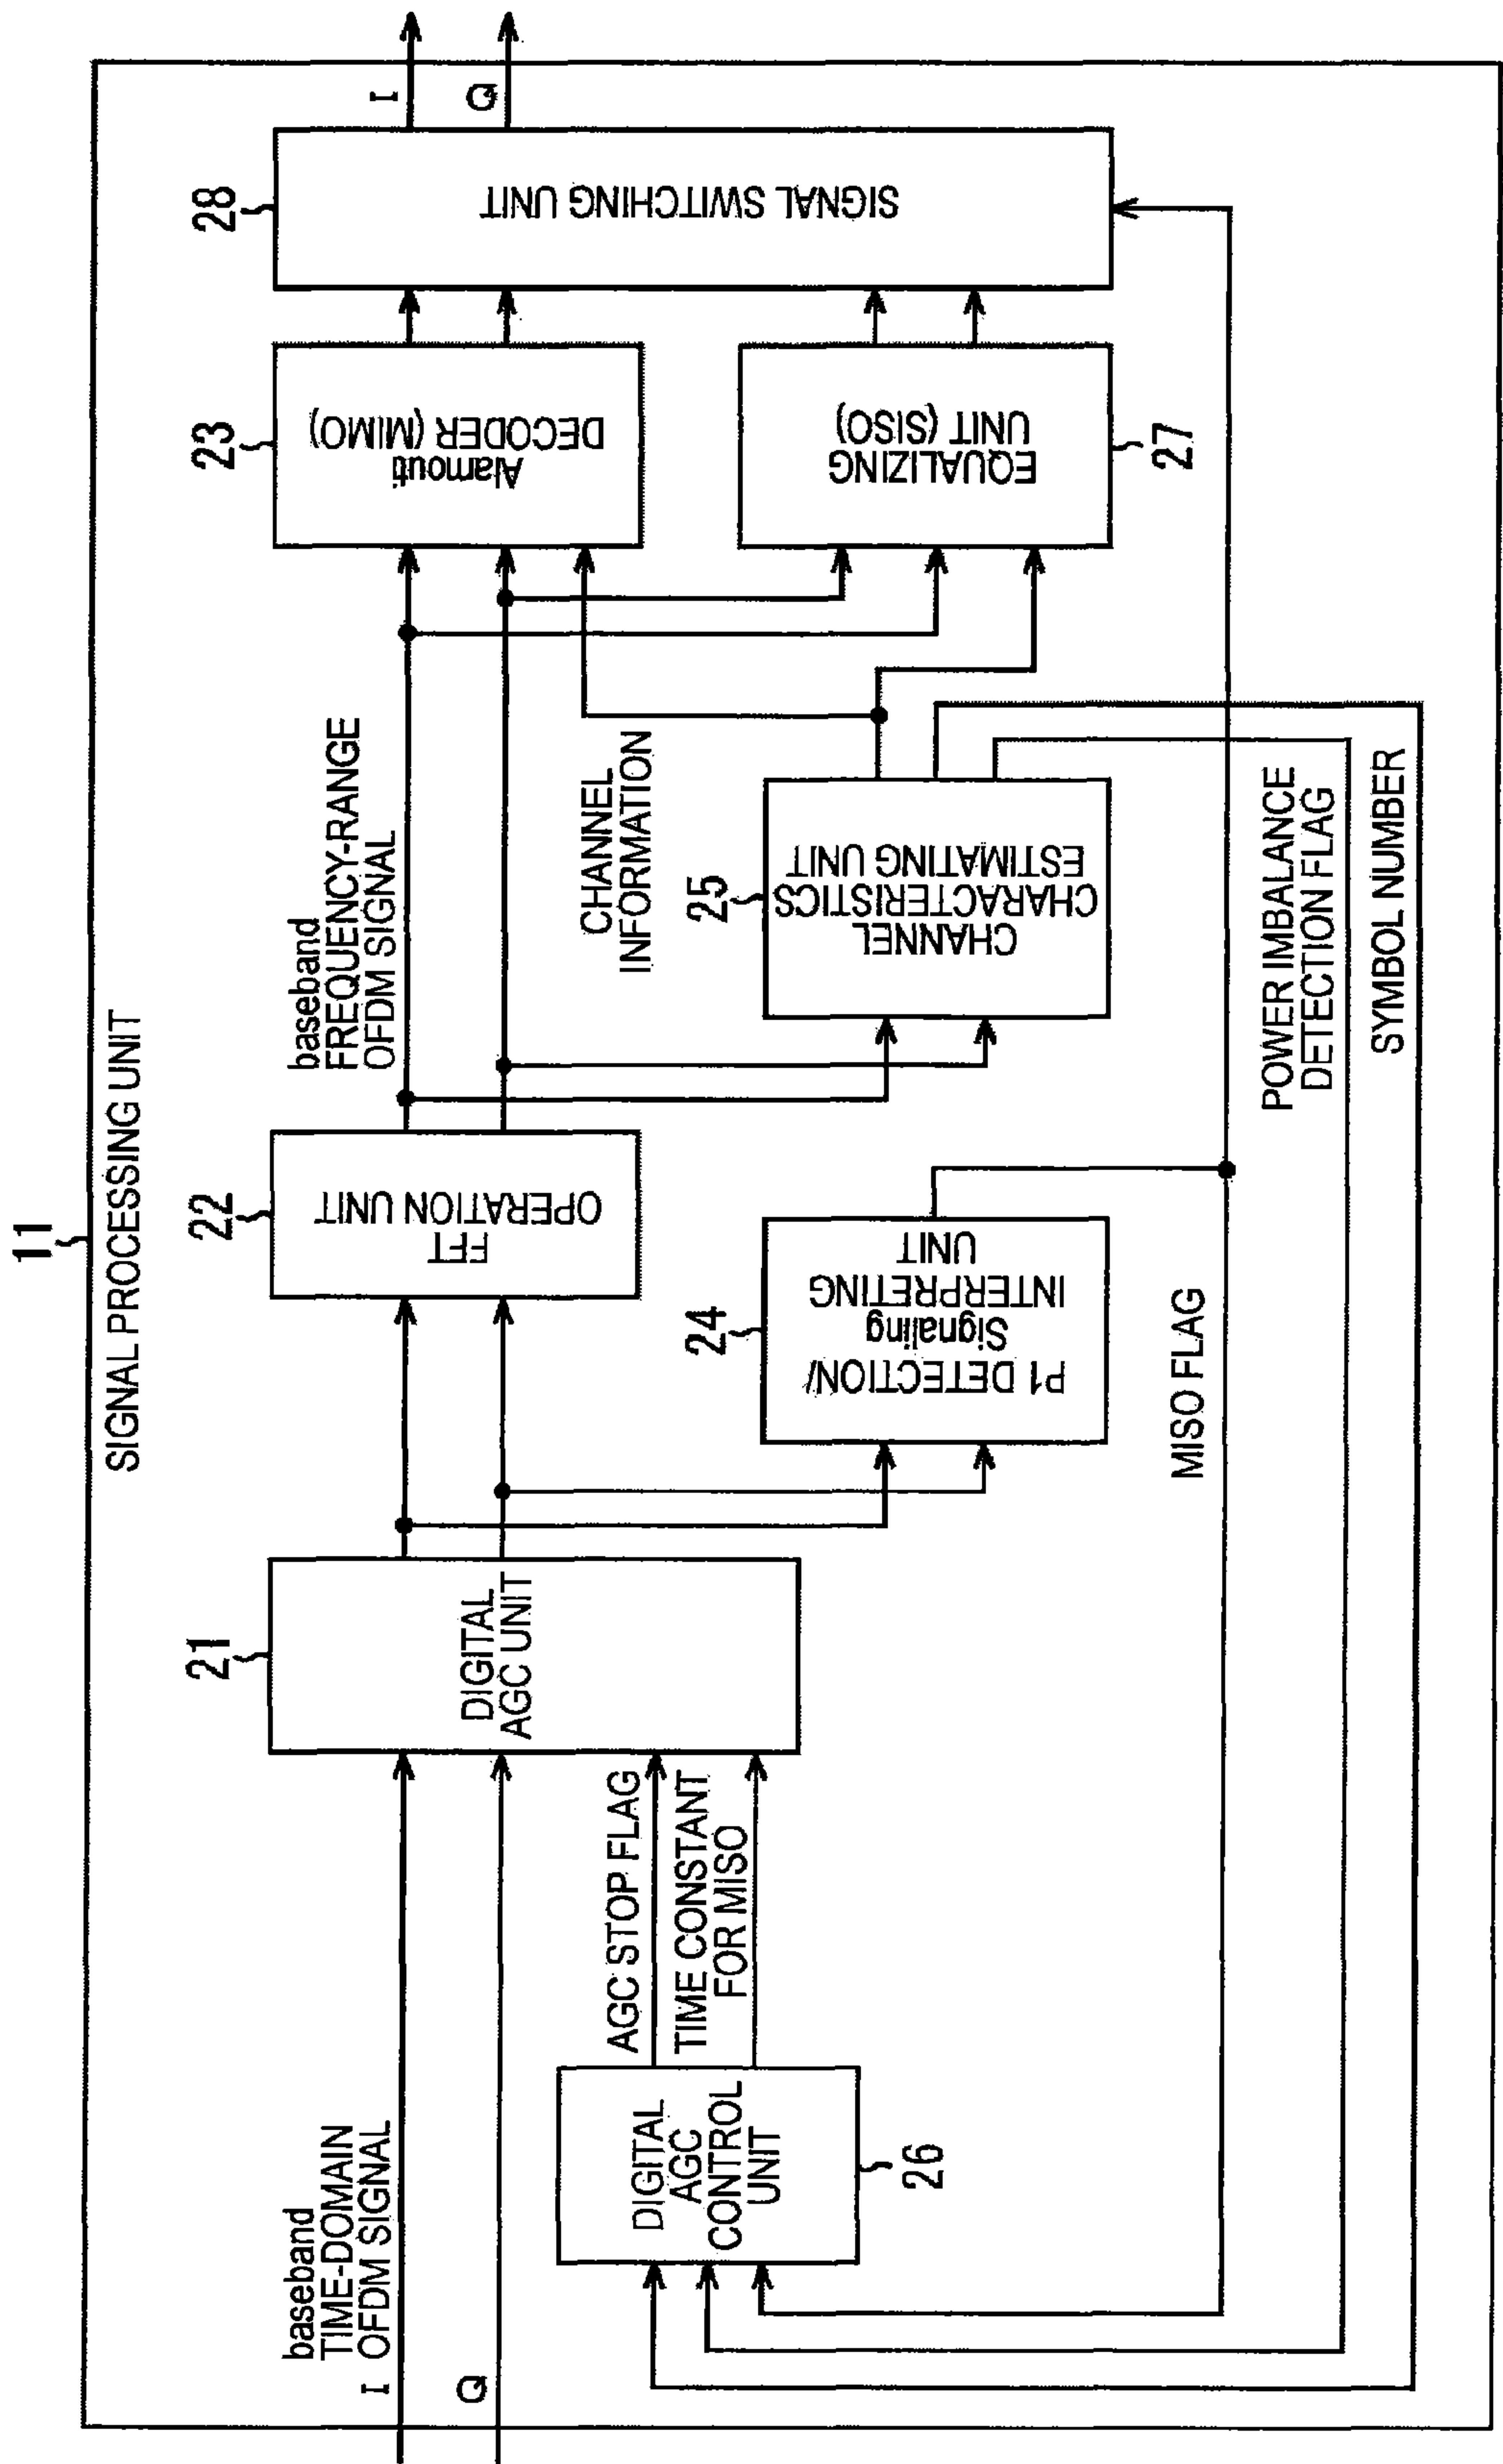 11
SIGNAL PROCESSING UNIT
baseband
TIME-DOMAIN
OFDM SIGNAL
I
Q
21
DIGITAL
AGC UNIT
AGC STOP FLAG
TIME CONSTANT
FOR MISO
DIGITAL
AGC
CONTROL
UNIT
26
22
FFT
OPERATION UNIT
24
P1 DETECTION/
Signaling
INTERPRETING
UNIT
MISO FLAG
baseband
FREQUENCY-RANGE
OFDM SIGNAL
CHANNEL
INFORMATION
25
CHANNEL
CHARACTERISTICS
ESTIMATING UNIT
POWER IMBALANCE
DETECTION FLAG
SYMBOL NUMBER
23
Alamouti
DECODER (MIMO)
EQUALIZING
UNIT (SISO)
27
28
SIGNAL SWITCHING UNIT
I
Q